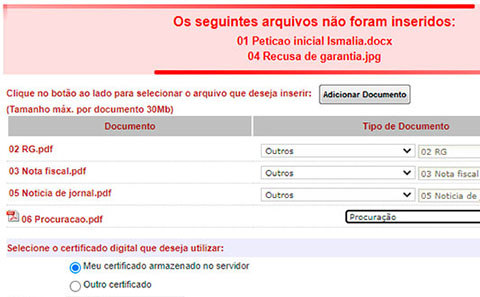 Os seguintes arquivos não foram inseridos:
01 Peticao inicial Ismalia.docx
04 Recusa de garantia.jpg
Clique no botão ao lado para selecionar o arquivo que deseja inserir: Adicionar Documento
(Tamanho máx. por documento 30Mb)
Documento Tipo de Documento
02 RG.pdf Outros 02 RG
03 Nota fiscal.pdf Outros 03 Nota fiscal
05 Noticia de jornal.pdf Outros 05 Noticia de
06 Procuracao.pdf Procuração
Selecione o certificado digital que deseja utilizar:
Meu certificado armazenado no servidor
Outro certificado